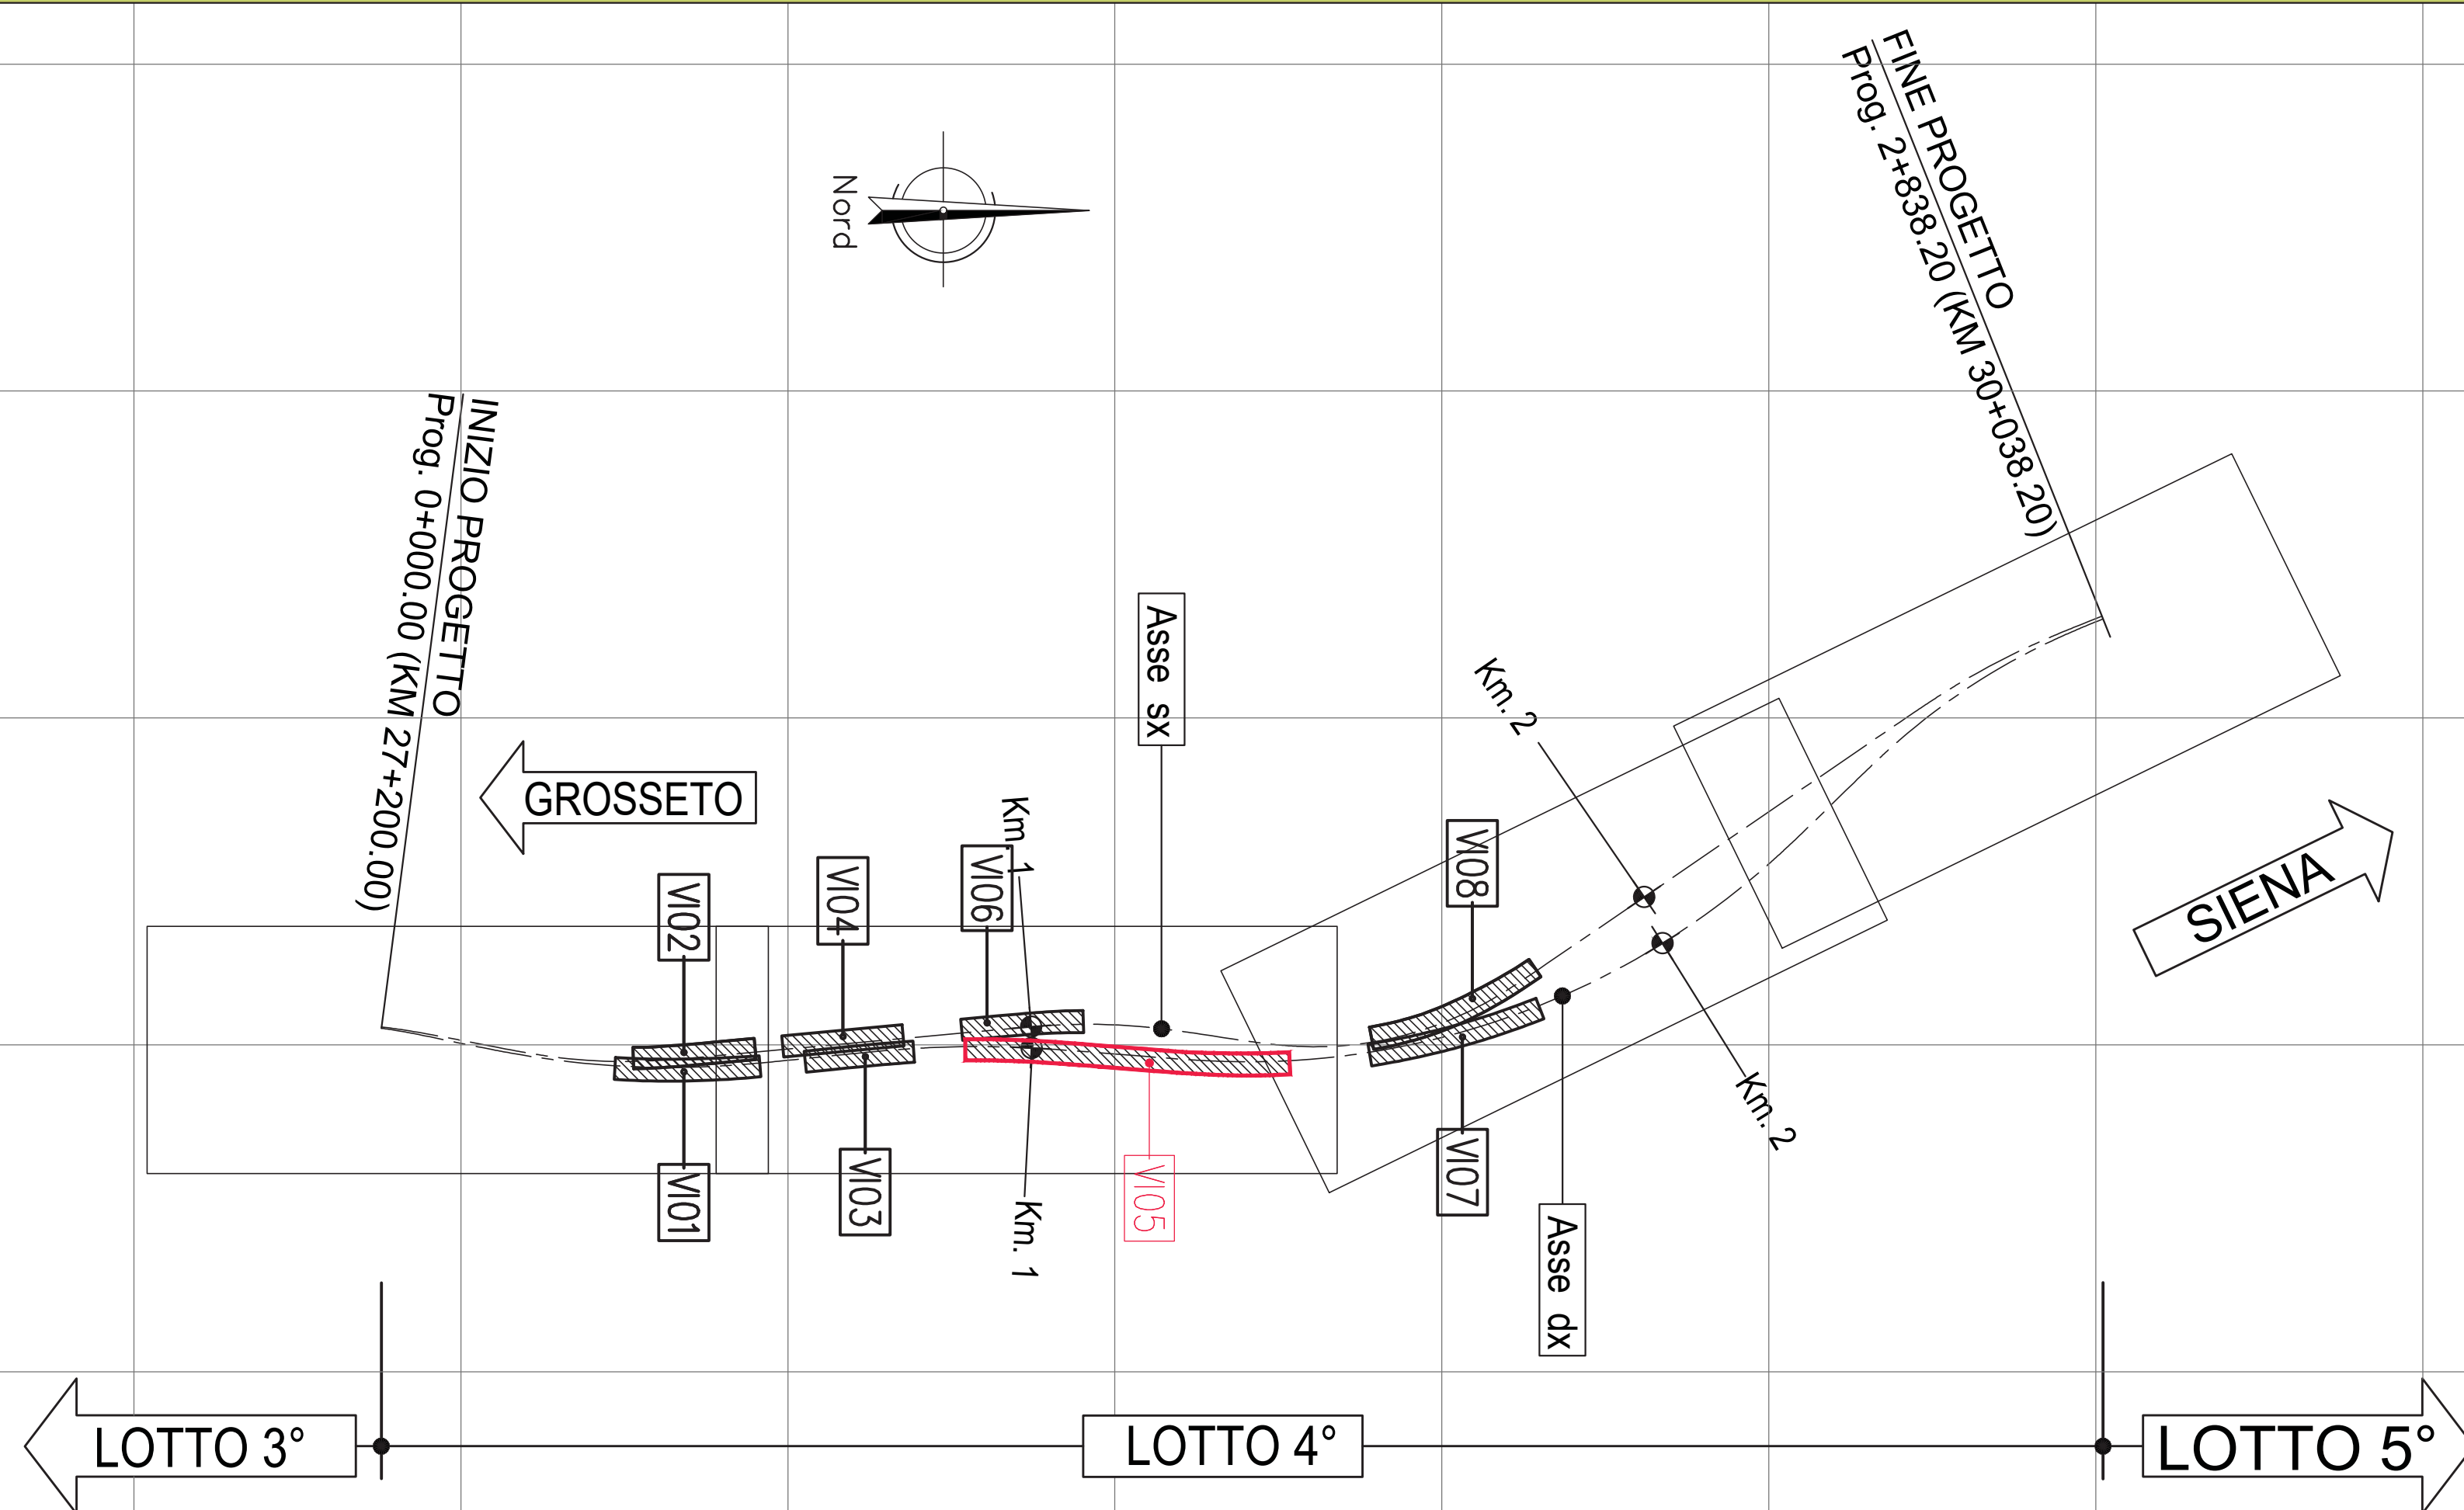 FINE PROGETTO
Prog. 2+838.20 (KM 30+038.20)
Nord
INIZIO PROGETTO
Prog. 0+000.00 (KM 27+200.00)
Asse sx
Km. 2
GROSSETO
Km. 1
VI02
VI04
VI06
VI08
SIENA
VI01
VI03
Km. 1
VI05
VI07
Km. 2
Asse dx
LOTTO 3°
LOTTO 4°
LOTTO 5°